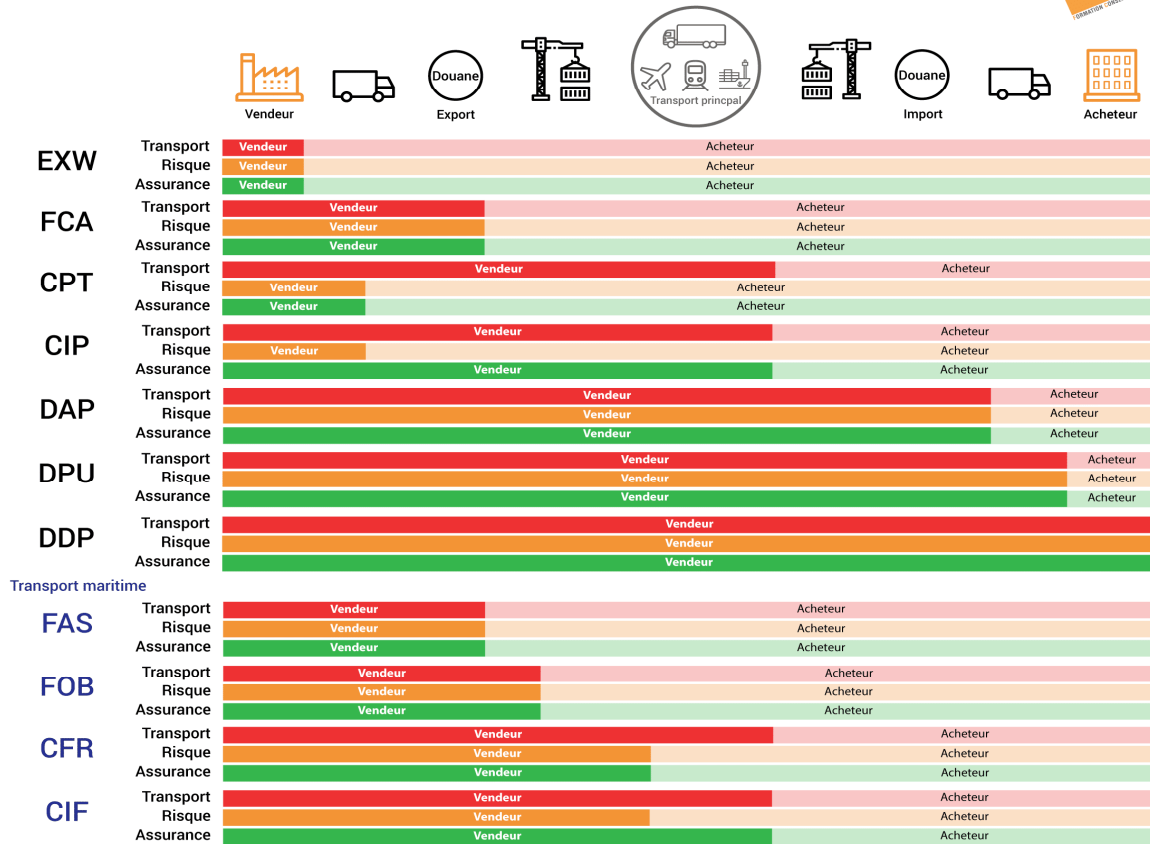 FORMATION CONSE
Douane
Douane
Transport princpal
Vendeur
Export
Import
Acheteur
EXW
Transport Vendeur Acheteur
Risque Vendeur Acheteur
Assurance Vendeur Acheteur
FCA
Transport Vendeur Acheteur
Risque Vendeur Acheteur
Assurance Vendeur Acheteur
CPT
Transport Vendeur Acheteur
Risque Vendeur Acheteur
Assurance Vendeur Acheteur
CIP
Transport Vendeur Acheteur
Risque Vendeur Acheteur
Assurance Vendeur Acheteur
DAP
Transport Vendeur Acheteur
Risque Vendeur Acheteur
Assurance Vendeur Acheteur
DPU
Transport Vendeur Acheteur
Risque Vendeur Acheteur
Assurance Vendeur Acheteur
DDP
Transport Vendeur
Risque Vendeur
Assurance Vendeur
Transport maritime
FAS
Transport Vendeur Acheteur
Risque Vendeur Acheteur
Assurance Vendeur Acheteur
FOB
Transport Vendeur Acheteur
Risque Vendeur Acheteur
Assurance Vendeur Acheteur
CFR
Transport Vendeur Acheteur
Risque Vendeur Acheteur
Assurance Vendeur Acheteur
CIF
Transport Vendeur Acheteur
Risque Vendeur Acheteur
Assurance Vendeur Acheteur